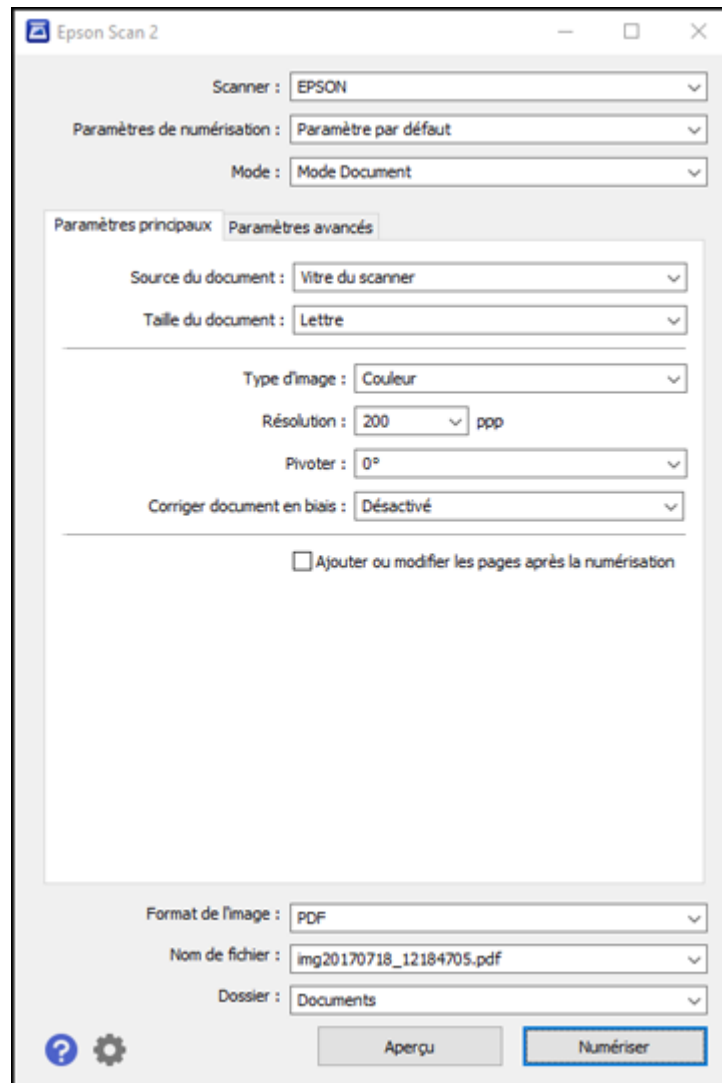 Epson Scan 2
Scanner : EPSON
Paramètres de numérisation : Paramètre par défaut
Mode : Mode Document
Paramètres principaux Paramètres avancés
Source du document : Vitre du scanner
Taille du document : Lettre
Type d'image : Couleur
Résolution : 200 ppp
Pivoter : 0°
Corriger document en biais : Désactivé
Ajouter ou modifier les pages après la numérisation
Format de l'image : PDF
Nom de fichier : img20170718_12184705.pdf
Dossier : Documents
? Aperçu Numériser